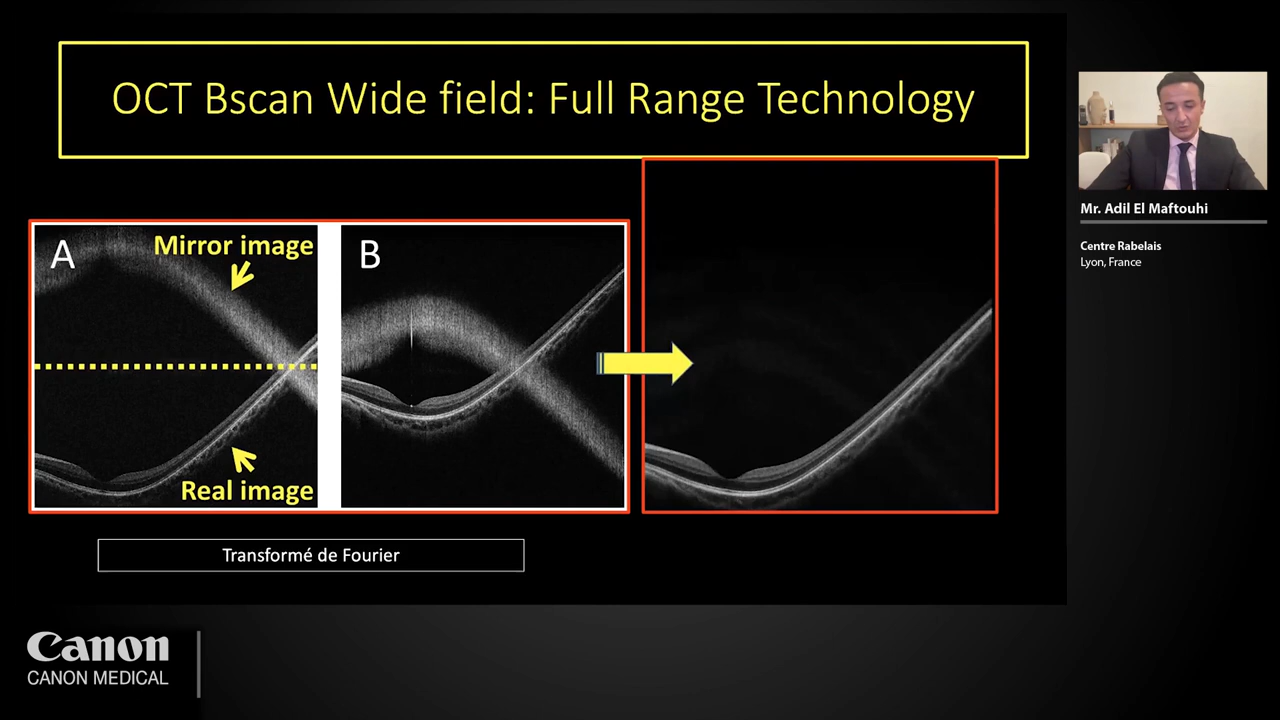 OCT Bscan Wide field: Full Range Technology
A
Mirror image
B
Real image
Transformé de Fourier
Mr. Adil El Maftouhi
Centre Rabelais
Lyon, France
Canon
CANON MEDICAL